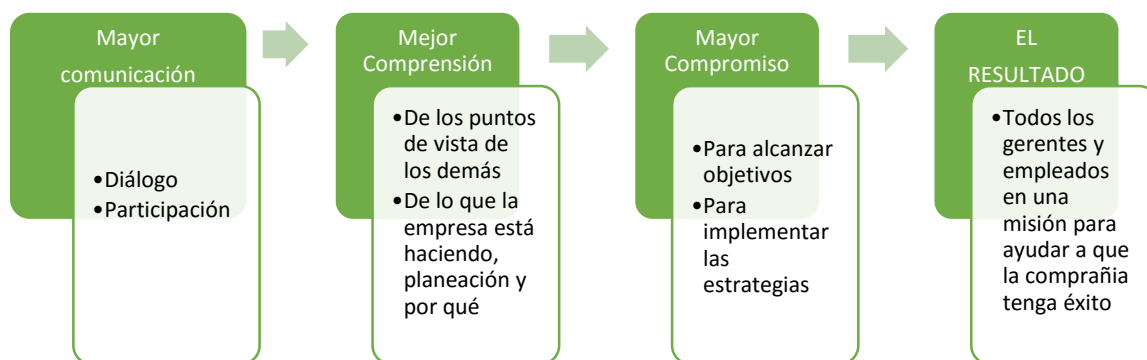 Mayor
comunicación
•Diálogo
•Participación
Mejor
Comprensión
•De los puntos
de vista de
los demás
•De lo que la
empresa está
haciendo,
planeación y
por qué
Mayor
Compromiso
•Para alcanzar
objetivos
•Para
implementar
las
estrategias
EL
RESULTADO
•Todos los
gerentes y
empleados
en una
misión para
ayudar a que
la comprañia
tenga éxito